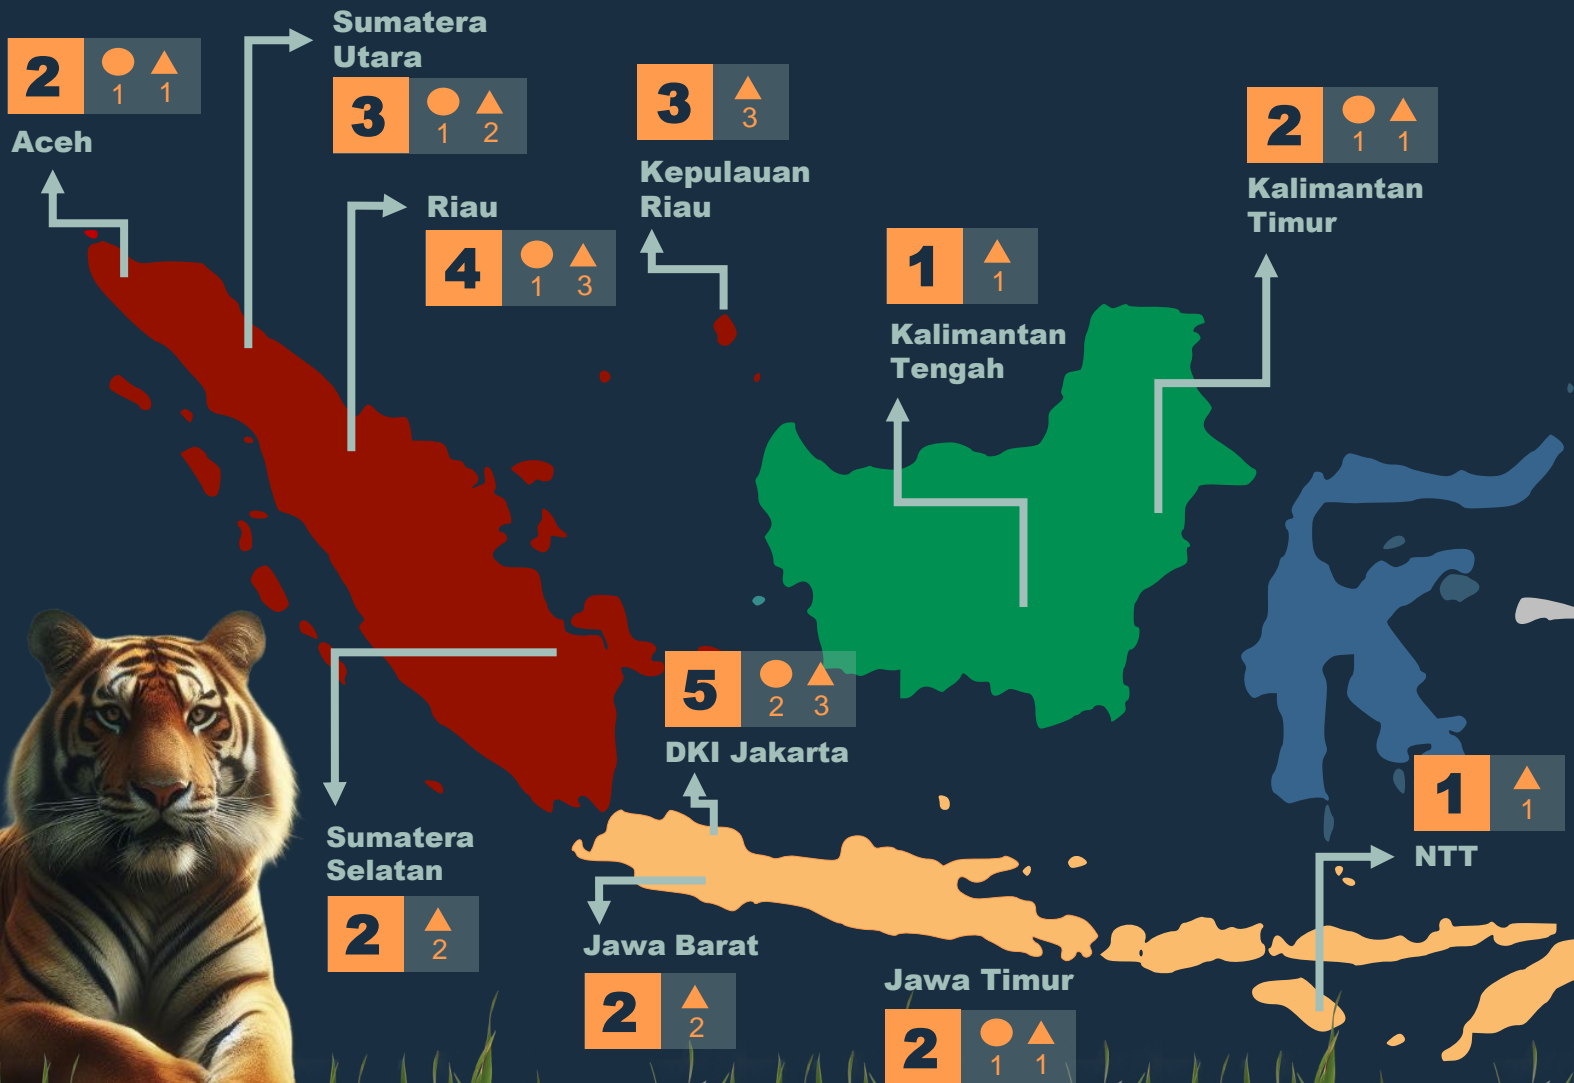 Sumatera
Utara
3
1 2
2
1 1
Aceh
3
3
Kepulauan
Riau
2
1 1
Kalimantan
Timur
Riau
4
1 3
1
1
Kalimantan
Tengah
5
2 3
DKI Jakarta
1
1
NTT
Sumatera
Selatan
2
2
Jawa Barat
2
2
Jawa Timur
2
1 1